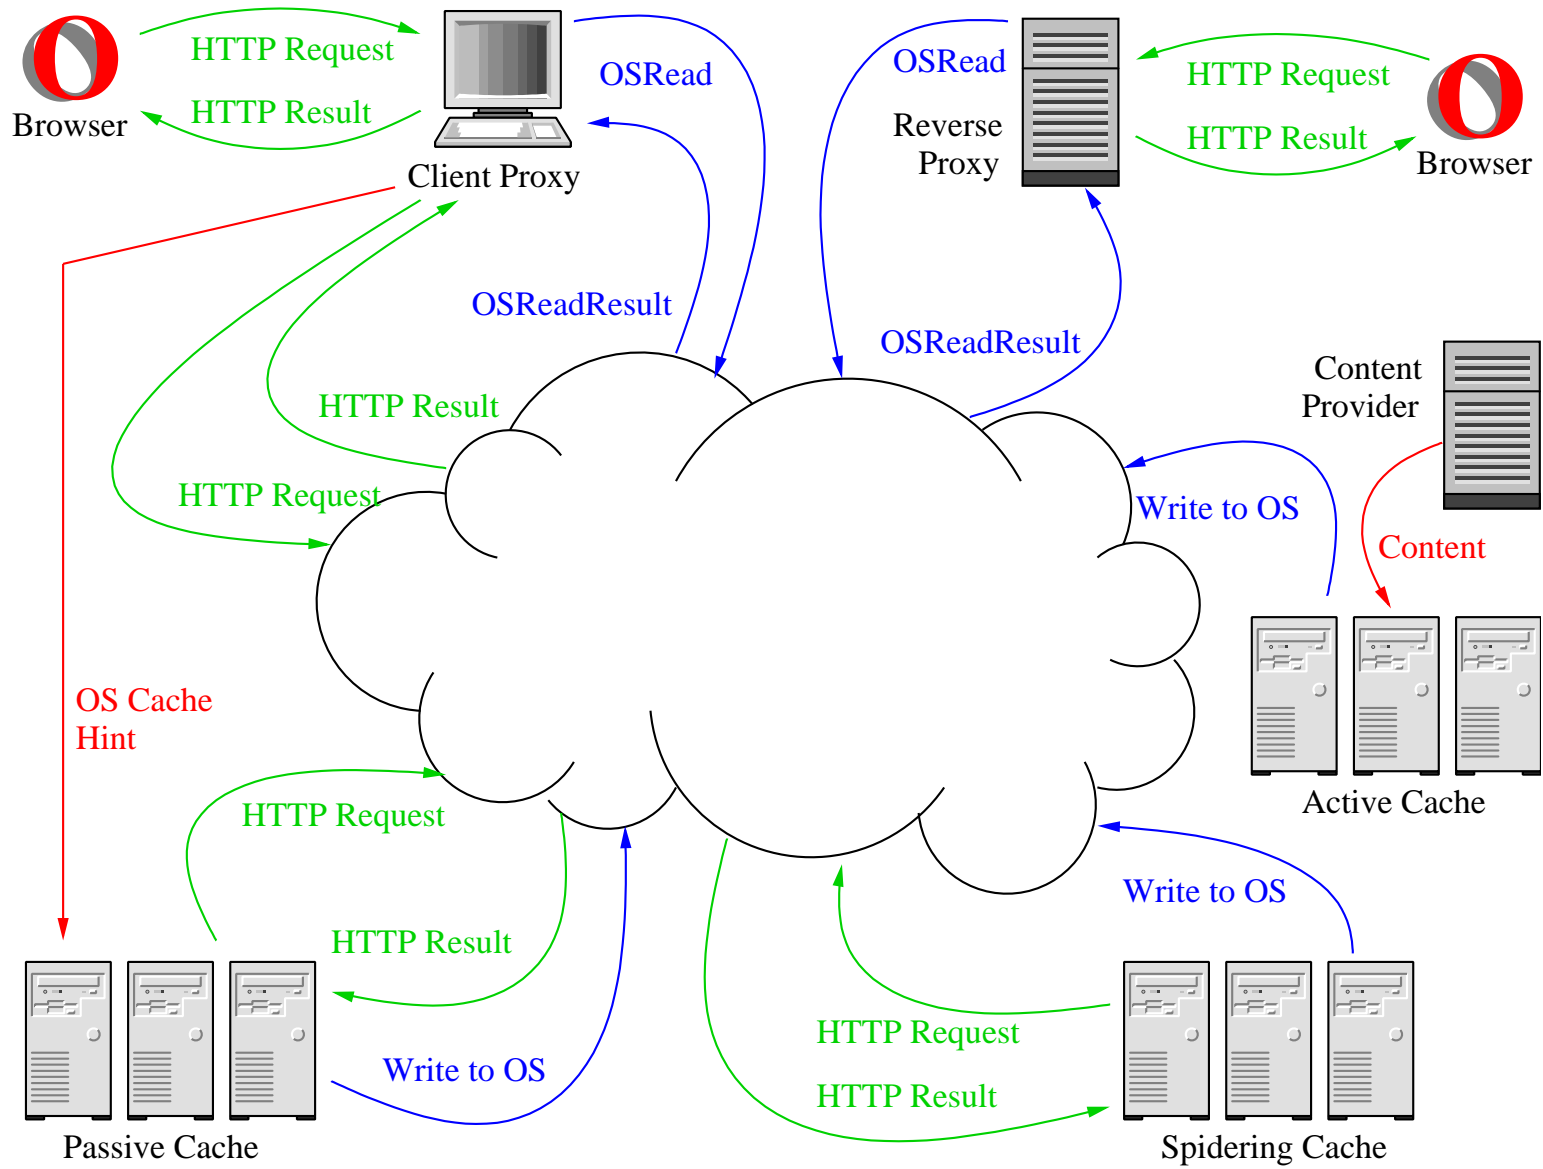 HTTP Request
HTTP Result
Browser
Client Proxy
OSRead
OSReadResult
OSRead
Reverse
Proxy
HTTP Request
HTTP Result
Browser
OSReadResult
HTTP Result
HTTP Request
Content
Provider
Write to OS
Content
Active Cache
OS Cache
Hint
HTTP Request
HTTP Result
Write to OS
Passive Cache
Write to OS
HTTP Request
HTTP Result
Spidering Cache